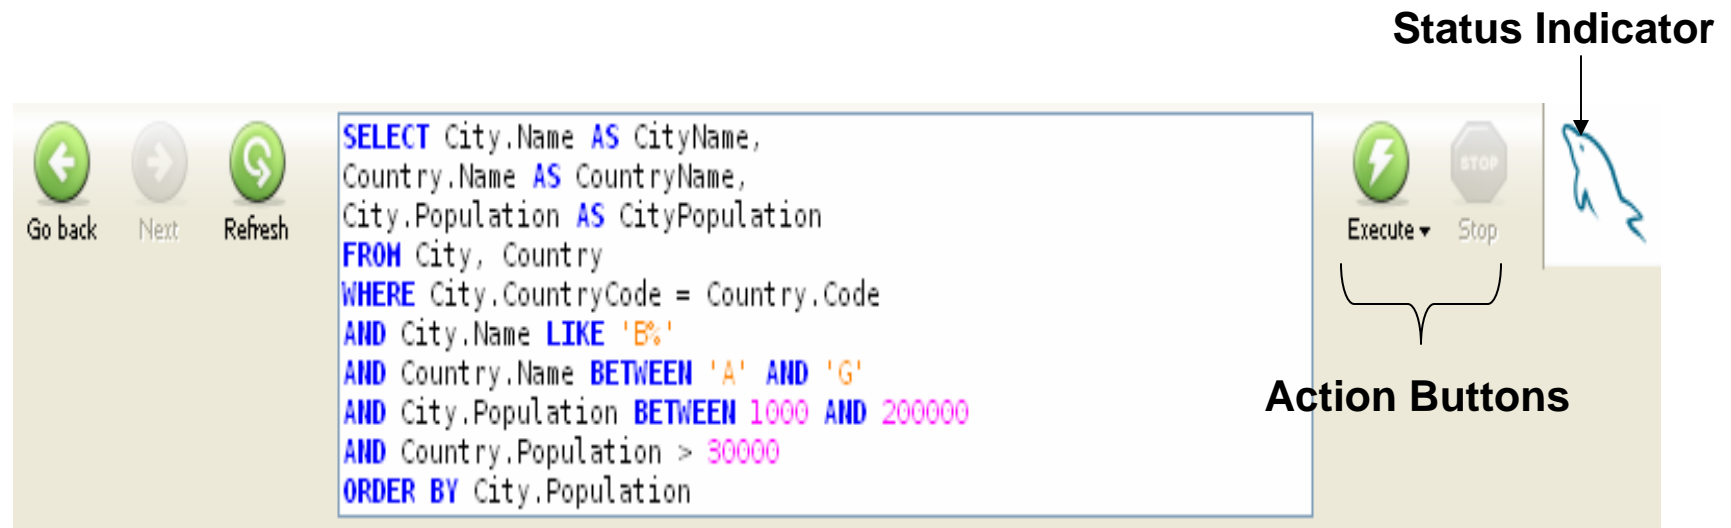 Status Indicator
SELECT City.Name AS CityName,
Country.Name AS CountryName,
City.Population AS CityPopulation
FROM City, Country
WHERE City.CountryCode = Country.Code
AND City.Name LIKE 'B%'
AND Country.Name BETWEEN 'A' AND 'G'
AND City.Population BETWEEN 1000 AND 200000
AND Country.Population > 30000
ORDER BY City.Population
Go back
Next
Refresh
Execute
STOP
Stop
Action Buttons